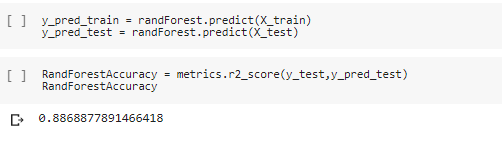 [ ] y_pred_train = randForest.predict(X_train)
y_pred_test = randForest.predict(X_test)
[ ] RandForestAccuracy = metrics.r2_score(y_test,y_pred_test)
RandForestAccuracy
0.8868877891466418